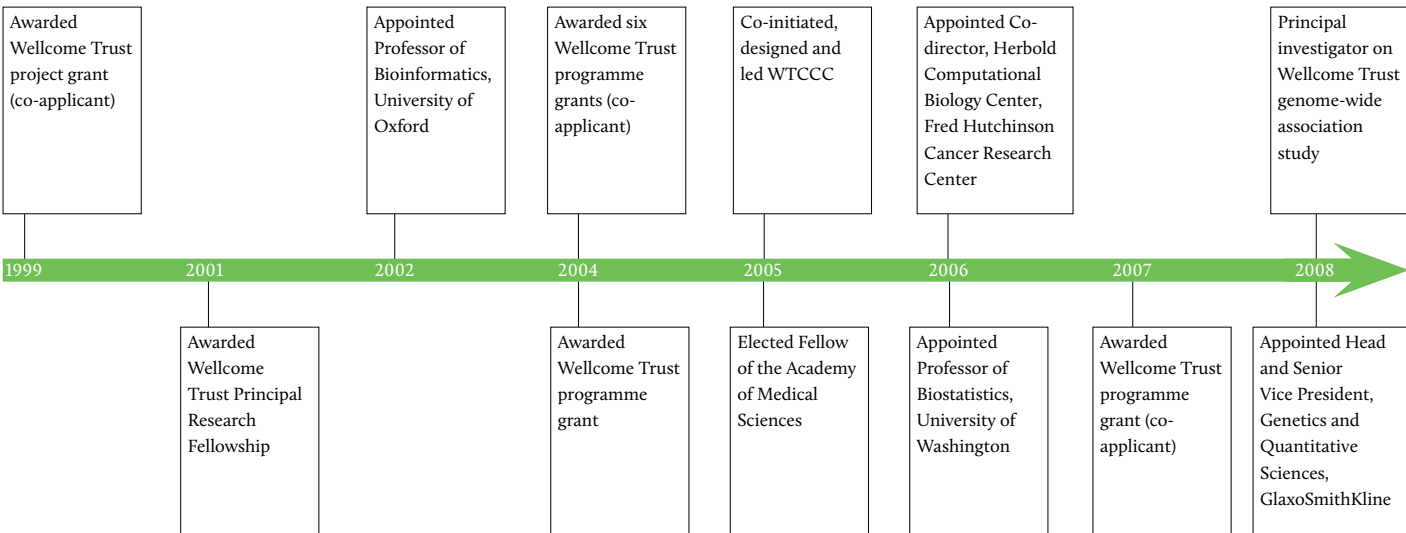 Awarded
Wellcome Trust
project grant
(co-applicant)
Appointed
Professor of
Bioinformatics,
University of
Oxford
Awarded six
Wellcome Trust
programme
grants (co-
applicant)
Co-initiated,
designed and
led WTCCC
Appointed Co-
director, Herbold
Computational
Biology Center,
Fred Hutchinson
Cancer Research
Center
Principal
investigator on
Wellcome Trust
genome-wide
association
study
1999 2001 2002 2004 2005 2006 2007 2008
Awarded
Wellcome
Trust Principal
Research
Fellowship
Awarded
Wellcome Trust
programme
grant
Elected Fellow
of the Academy
of Medical
Sciences
Appointed
Professor of
Biostatistics,
University of
Washington
Awarded
Wellcome Trust
programme
grant (co-
applicant)
Appointed Head
and Senior
Vice President,
Genetics and
Quantitative
Sciences,
GlaxoSmithKline